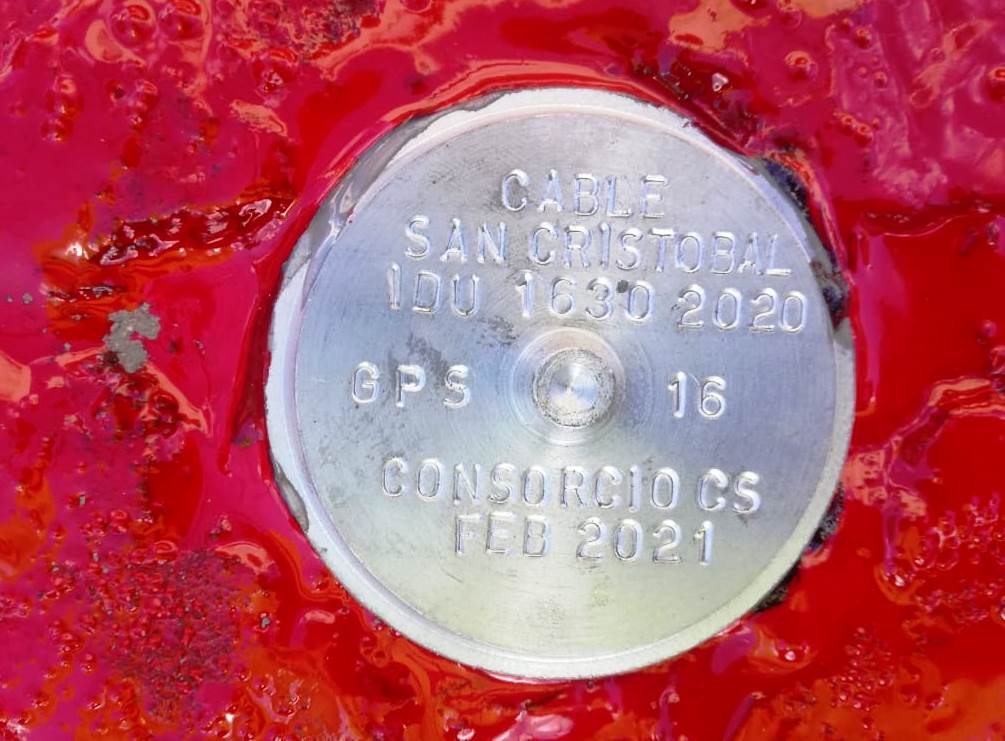 CABLE
SAN CRISTOBAL
IDU 1630 2020
GPS 16
CONSORCIO CS
FEB 2021